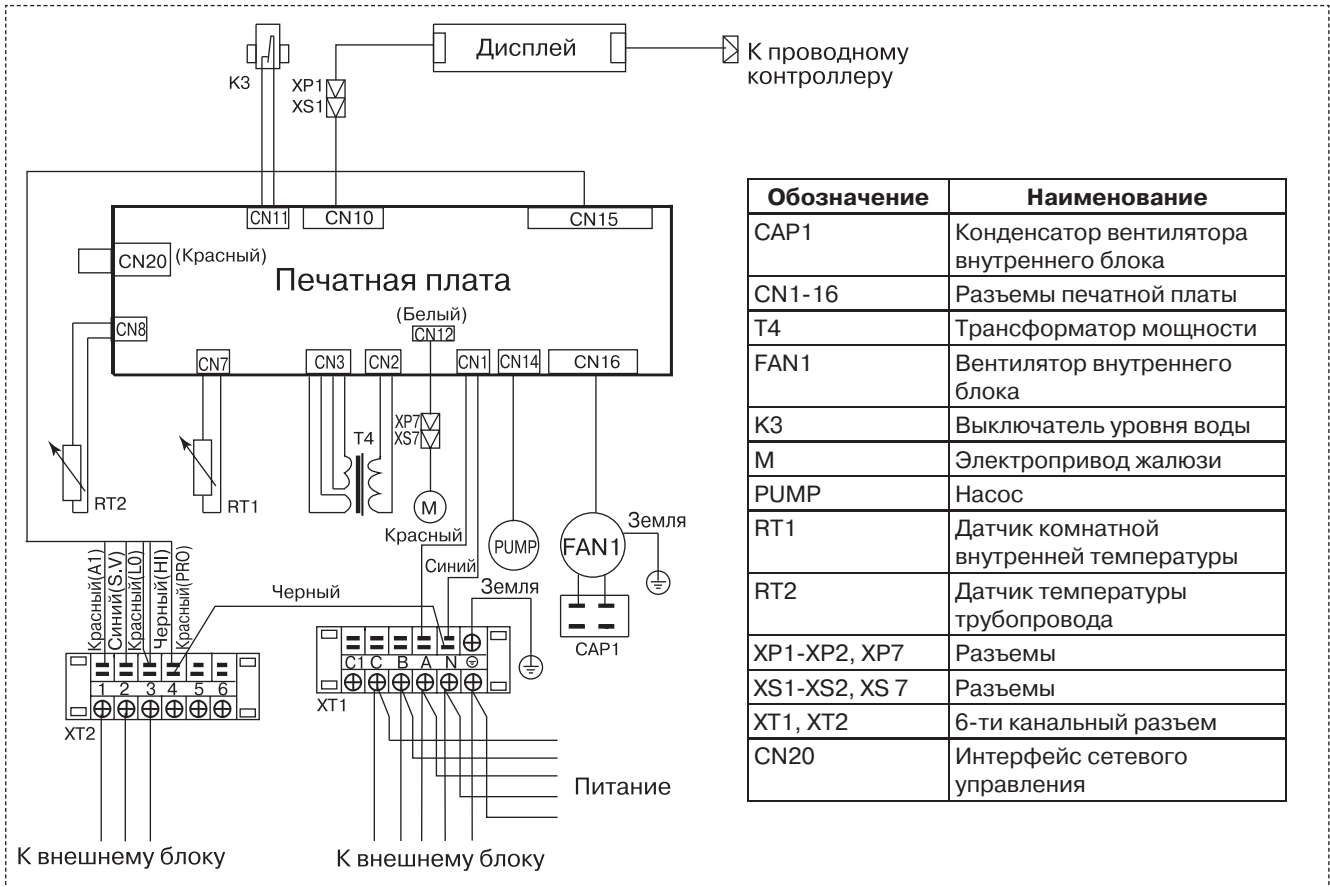 Дисплей
К проводному
контроллеру
К3
XP1
XS1
CN11
CN10
CN15
CN20
(Красный)
Печатная плата
(Белый)
CN12
CN8
CN7
CN3
CN2
CN1
CN14
CN16
XP7
XS7
T4
RT2
RT1
M
Красный
PUMP
FAN1
Земля
Синий
Земля
Черный
CAP1
Красный(A1)
Синий(S.V)
Красный(L0)
Черный(HI)
Красный(PRO)
1 2 3 4 5 6
XT2
C1 C B A N
XT1
Питание
К внешнему блоку
К внешнему блоку
Обозначение Наименование
CAP1 Конденсатор вентилятора
внутреннего блока
CN1-16 Разъемы печатной платы
T4 Трансформатор мощности
FAN1 Вентилятор внутреннего
блока
К3 Выключатель уровня воды
M Электропривод жалюзи
PUMP Насос
RT1 Датчик комнатной
внутренней температуры
RT2 Датчик температуры
трубопровода
XP1-XP2, XP7 Разъемы
XS1-XS2, XS 7 Разъемы
XT1, XT2 6-ти канальный разъем
CN20 Интерфейс сетевого
управления